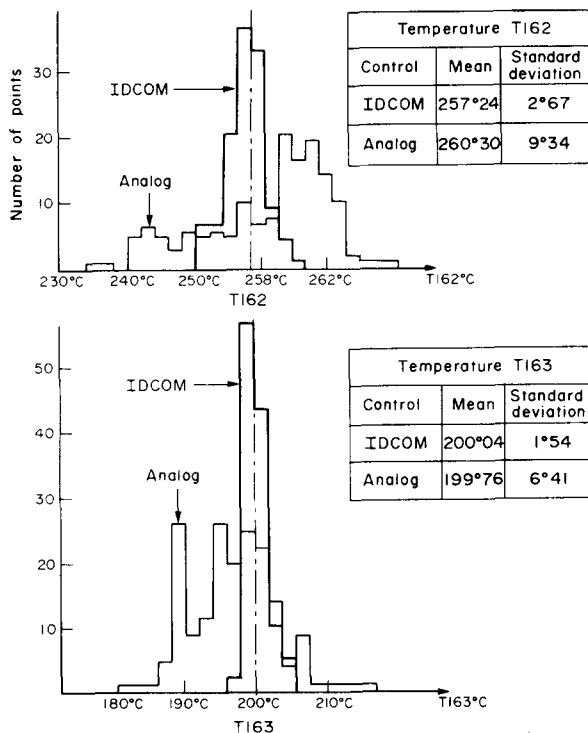 Number of points
30
20
10
IDCOM
Analog
230°C 240°C 250°C 258°C 262°C T162°C
T162
Temperature T162
Control Mean Standard deviation
IDCOM 257°24 2°67
Analog 260°30 9°34
50
40
30
20
10
IDCOM
Analog
180°C 190°C 200°C 210°C T163°C
T163
Temperature T163
Control Mean Standard deviation
IDCOM 200°04 1°54
Analog 199°76 6°41